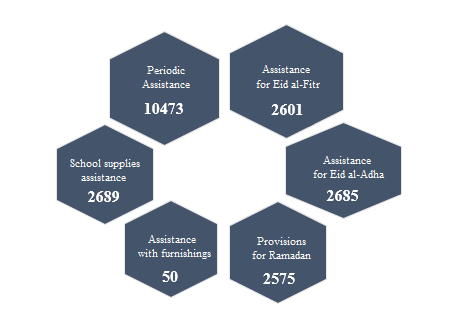 Periodic
Assistance
10473
Assistance
for Eid al-Fitr
2601
School supplies
assistance
2689
Assistance
for Eid al-Adha
2685
Assistance
with furnishings
50
Provisions
for Ramadan
2575